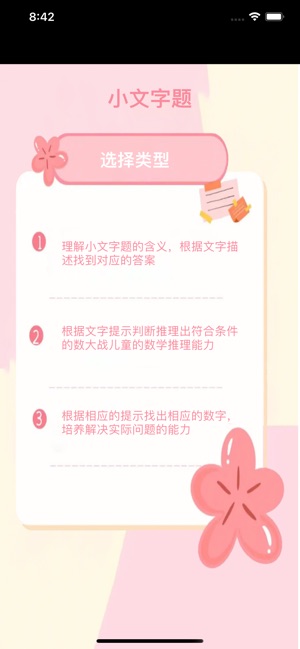 8:42
小文字题
选择类型
1
理解小文字题的含义，根据文字描
述找到对应的答案
2
根据文字提示判断推理出符合条件
的数大战儿童的数学推理能力
3
根据相应的提示找出相应的数字，
培养解决实际问题的能力